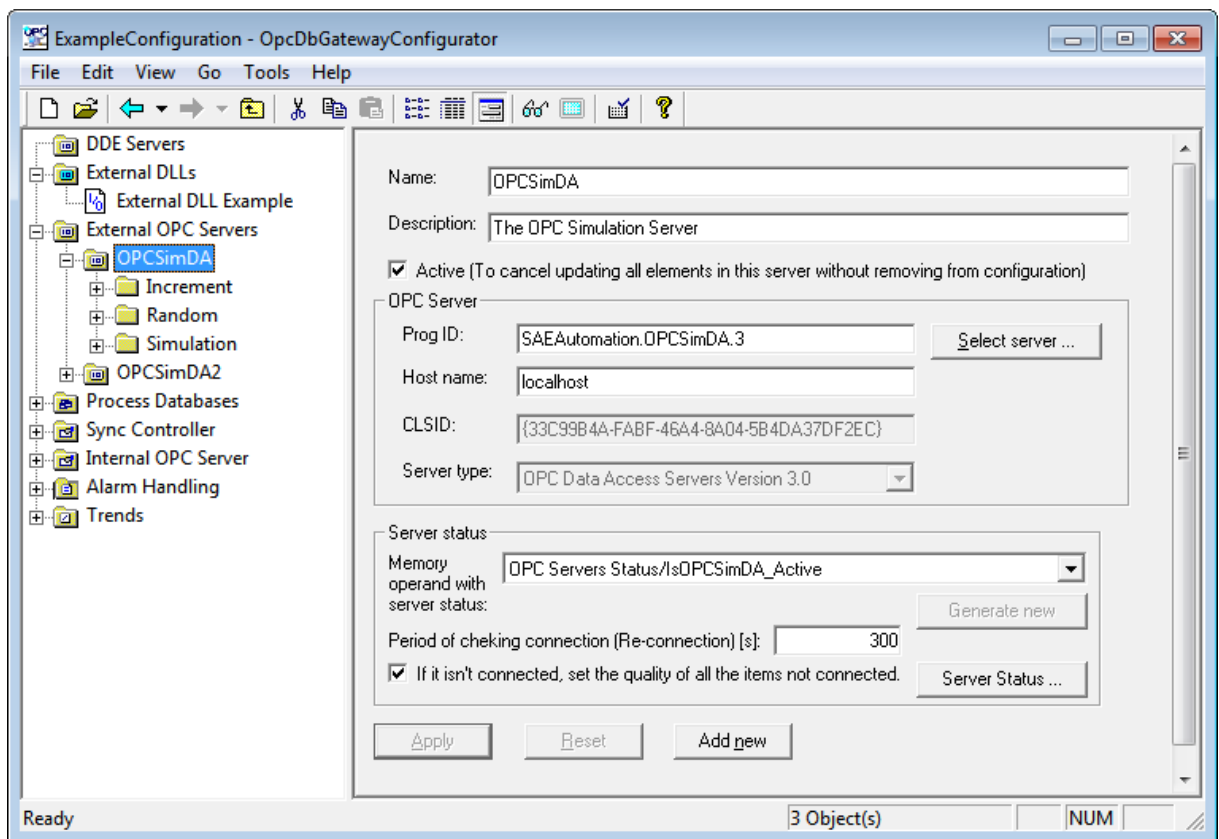 OPC
ExampleConfiguration - OpcDbGatewayConfigurator
File Edit View Go Tools Help
DDE Servers
External DLLs
I/O External DLL Example
External OPC Servers
OPCSimDA
Increment
Random
Simulation
OPCSimDA2
Process Databases
Sync Controller
Internal OPC Server
Alarm Handling
Trends
Name: OPCSimDA
Description: The OPC Simulation Server
Active (To cancel updating all elements in this server without removing from configuration)
OPC Server
Prog ID: SAEAutomation.OPCSimDA.3 Select server ...
Host name: localhost
CLSID: {33C99B4A-FABF-46A4-8A04-5B4DA37DF2EC}
Server type: OPC Data Access Servers Version 3.0
Server status
Memory
operand with
server status:
OPC Servers Status/IsOPCSimDA_Active
Generate new
Period of cheking connection (Re-connection) [s]: 300
If it isn't connected, set the quality of all the items not connected. Server Status ...
Apply Reset Add new
Ready 3 Object(s) NUM